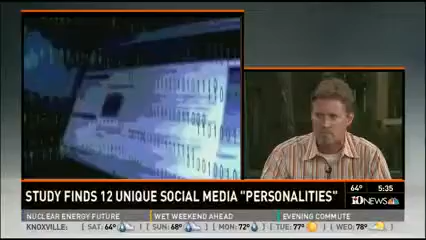 STUDY FINDS 12 UNIQUE SOCIAL MEDIA "PERSONALITIES"
64° 5:35
10NEWS
NUCLEAR ENERGY FUTURE WET WEEKEND AHEAD EVENING COMMUTE
KNOXVILLE: SAT: 64° SUN: 68° MON: 72° TUE: 77° WED: 78°